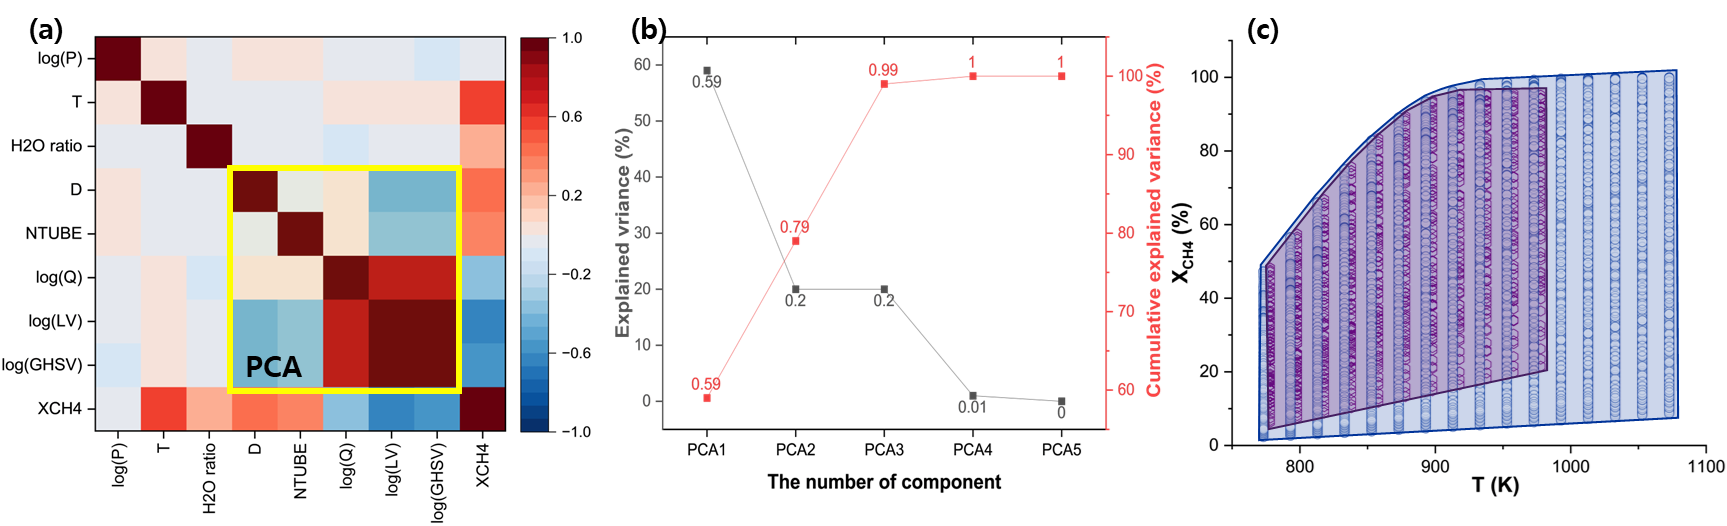 (a)
log(P)
T
H2O ratio
D
NTUBE
log(Q)
log(LV)
log(GHSV)
XCH4
PCA
log(P)
T
H2O ratio
D
NTUBE
log(Q)
log(LV)
log(GHSV)
XCH4
1.0
0.6
0.2
−0.2
−0.6
−1.0
(b)
Explained vriance (%)
60
50
40
30
20
10
0
0.59
0.2
0.2
0.01
0
0.59
0.79
0.99
1
1
100
90
80
70
60
Cumulative explained variance (%)
PCA1
PCA2
PCA3
PCA4
PCA5
The number of component
(c)
XCH4 (%)
100
80
60
40
20
0
800
900
1000
1100
T (K)